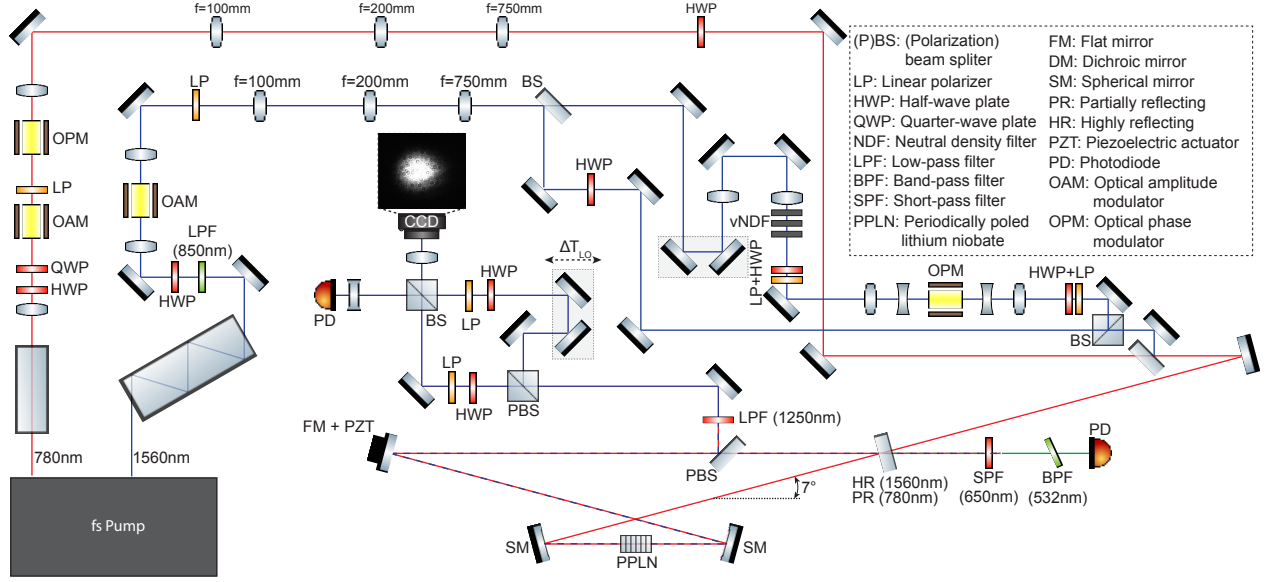 f=100mm
f=200mm
f=750mm
HWP
(P)BS: (Polarization)
beam spliter
LP: Linear polarizer
HWP: Half-wave plate
QWP: Quarter-wave plate
NDF: Neutral density filter
LPF: Low-pass filter
BPF: Band-pass filter
SPF: Short-pass filter
PPLN: Periodically poled
lithium niobate
FM: Flat mirror
DM: Dichroic mirror
SM: Spherical mirror
PR: Partially reflecting
HR: Highly reflecting
PZT: Piezoelectric actuator
PD: Photodiode
OAM: Optical amplitude
modulator
OPM: Optical phase
modulator
LP
f=100mm
f=200mm
f=750mm
BS
OPM
LP
OAM
QWP
HWP
OAM
LPF
(850nm)
HWP
HWP
CCD
vNDF
LP+HWP
ΔT_LO
HWP
PD
BS
LP
OPM
HWP+LP
BS
LP
HWP
PBS
LPF (1250nm)
FM + PZT
PBS
780nm
1560nm
fs Pump
7°
HR (1560nm)
PR (780nm)
SPF
(650nm)
BPF
(532nm)
PD
SM
PPLN
SM